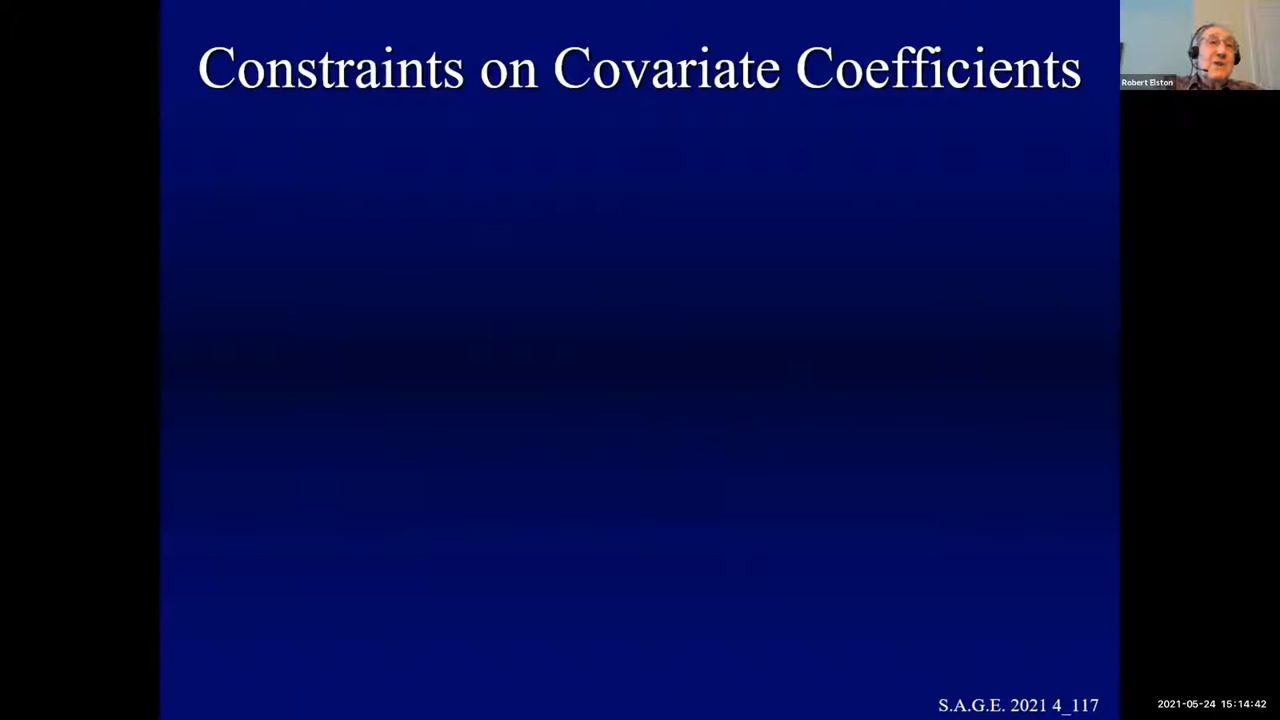 Constraints on Covariate Coefficients
Robert Elston
S.A.G.E. 2021 4_117
2021-05-24 15:14:42